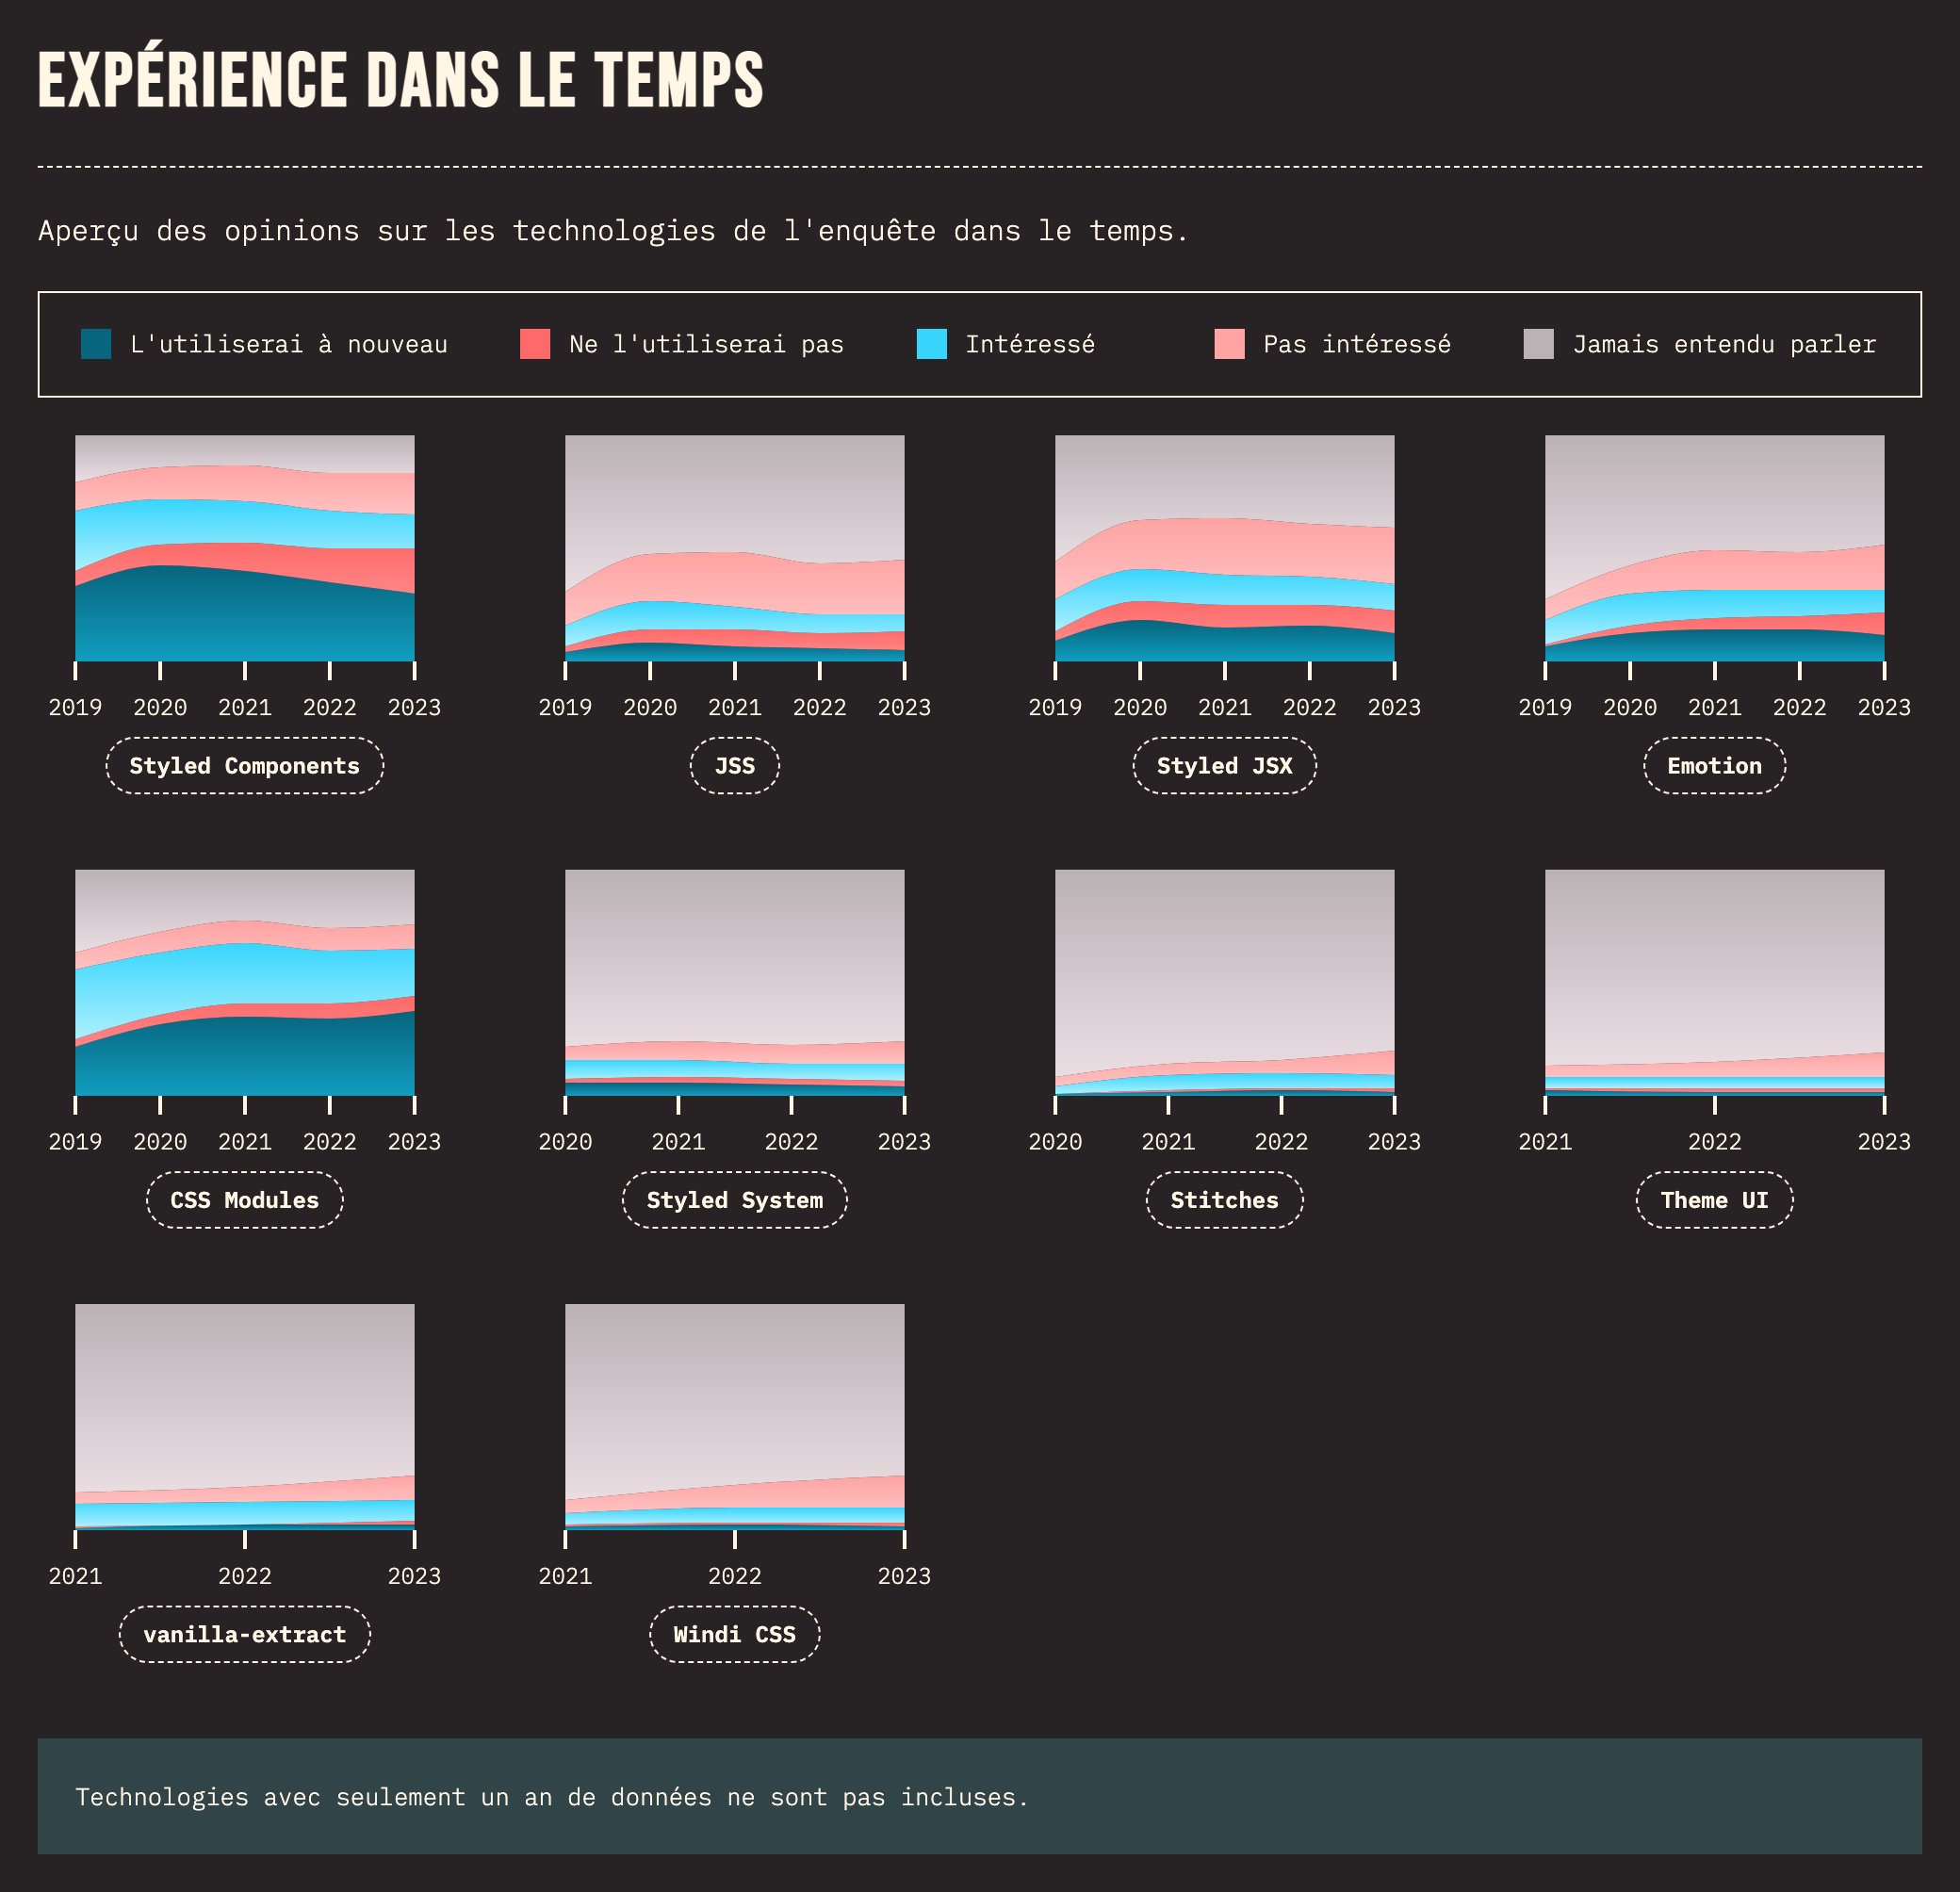 EXPÉRIENCE DANS LE TEMPS
Aperçu des opinions sur les technologies de l'enquête dans le temps.
L'utiliserai à nouveau Ne l'utiliserai pas Intéressé Pas intéressé Jamais entendu parler
2019 2020 2021 2022 2023 2019 2020 2021 2022 2023 2019 2020 2021 2022 2023 2019 2020 2021 2022 2023
Styled Components JSS Styled JSX Emotion
2019 2020 2021 2022 2023 2020 2021 2022 2023 2020 2021 2022 2023 2021 2022 2023
CSS Modules Styled System Stitches Theme UI
2021 2022 2023 2021 2022 2023
vanilla-extract Windi CSS
Technologies avec seulement un an de données ne sont pas incluses.